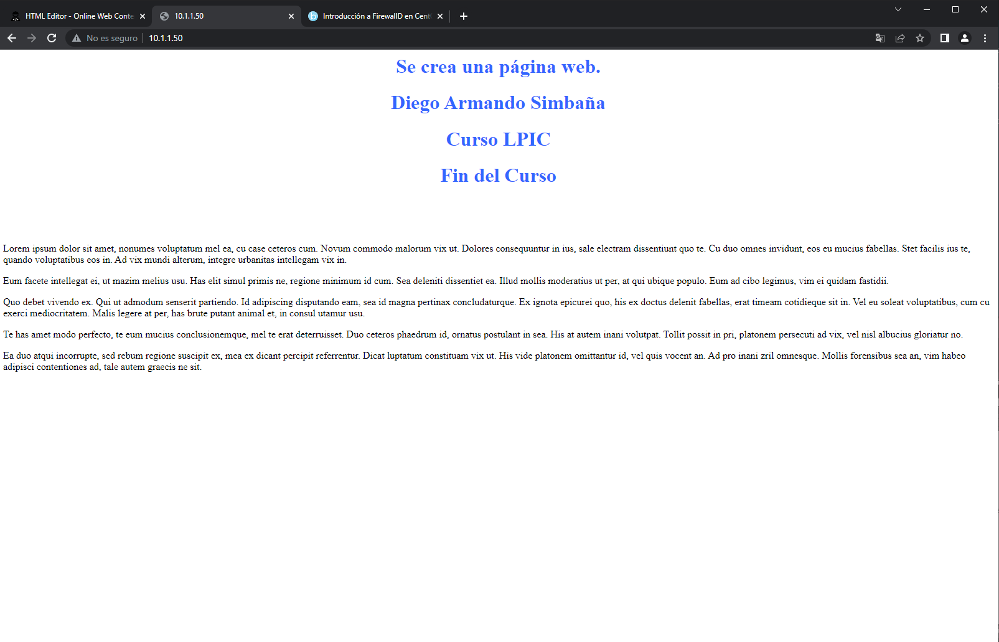 HTML Editor - Online Web Conte
10.1.1.50
Introducción a FirewallD en Cent
No es seguro
10.1.1.50
Se crea una página web.
Diego Armando Simbaña
Curso LPIC
Fin del Curso
Lorem ipsum dolor sit amet, nonumes voluptatum mel ea, cu case ceteros cum. Novum commodo malorum vix ut. Dolores consequuntur in ius, sale electram dissentiunt quo te. Cu duo omnes invidunt, eos eu mucius fabellas. Stet facilis ius te,
quando voluptatibus eos in. Ad vix mundi alterum, integre urbanitas intellegam vix in.
Eum facete intellegat ei, ut mazim melius usu. Has elit simul primis ne, regione minimum id cum. Sea deleniti dissentiet ea. Illud mollis moderatius ut per, at qui ubique populo. Eum ad cibo legimus, vim ei quidam fastidii.
Quo debet vivendo ex. Qui ut admodum senserit partiendo. Id adipiscing disputando eam, sea id magna pertinax concludaturque. Ex ignota epicurei quo, his ex doctus delenit fabellas, erat timeam cotidieque sit in. Vel eu soleat voluptatibus, cum cu
exerci mediocritatem. Malis legere at per, has brute putant animal et, in consul utamur usu.
Te has amet modo perfecto, te eum mucius conclusionemque, mel te erat deterruisset. Duo ceteros phaedrum id, ornatus postulant in sea. His at autem inani volutpat. Tollit possit in pri, platonem persecuti ad vix, vel nisl albucius gloriatur no.
Ea duo atqui incorrupte, sed rebum regione suscipit ex, mea ex dicant percipit referrentur. Dicat luptatum constituam vix ut. His vide platonem omittantur id, vel quis vocent an. Ad pro inani zril omnesque. Mollis forensibus sea an, vim habeo
adipisci contentiones ad, tale autem graecis ne sit.